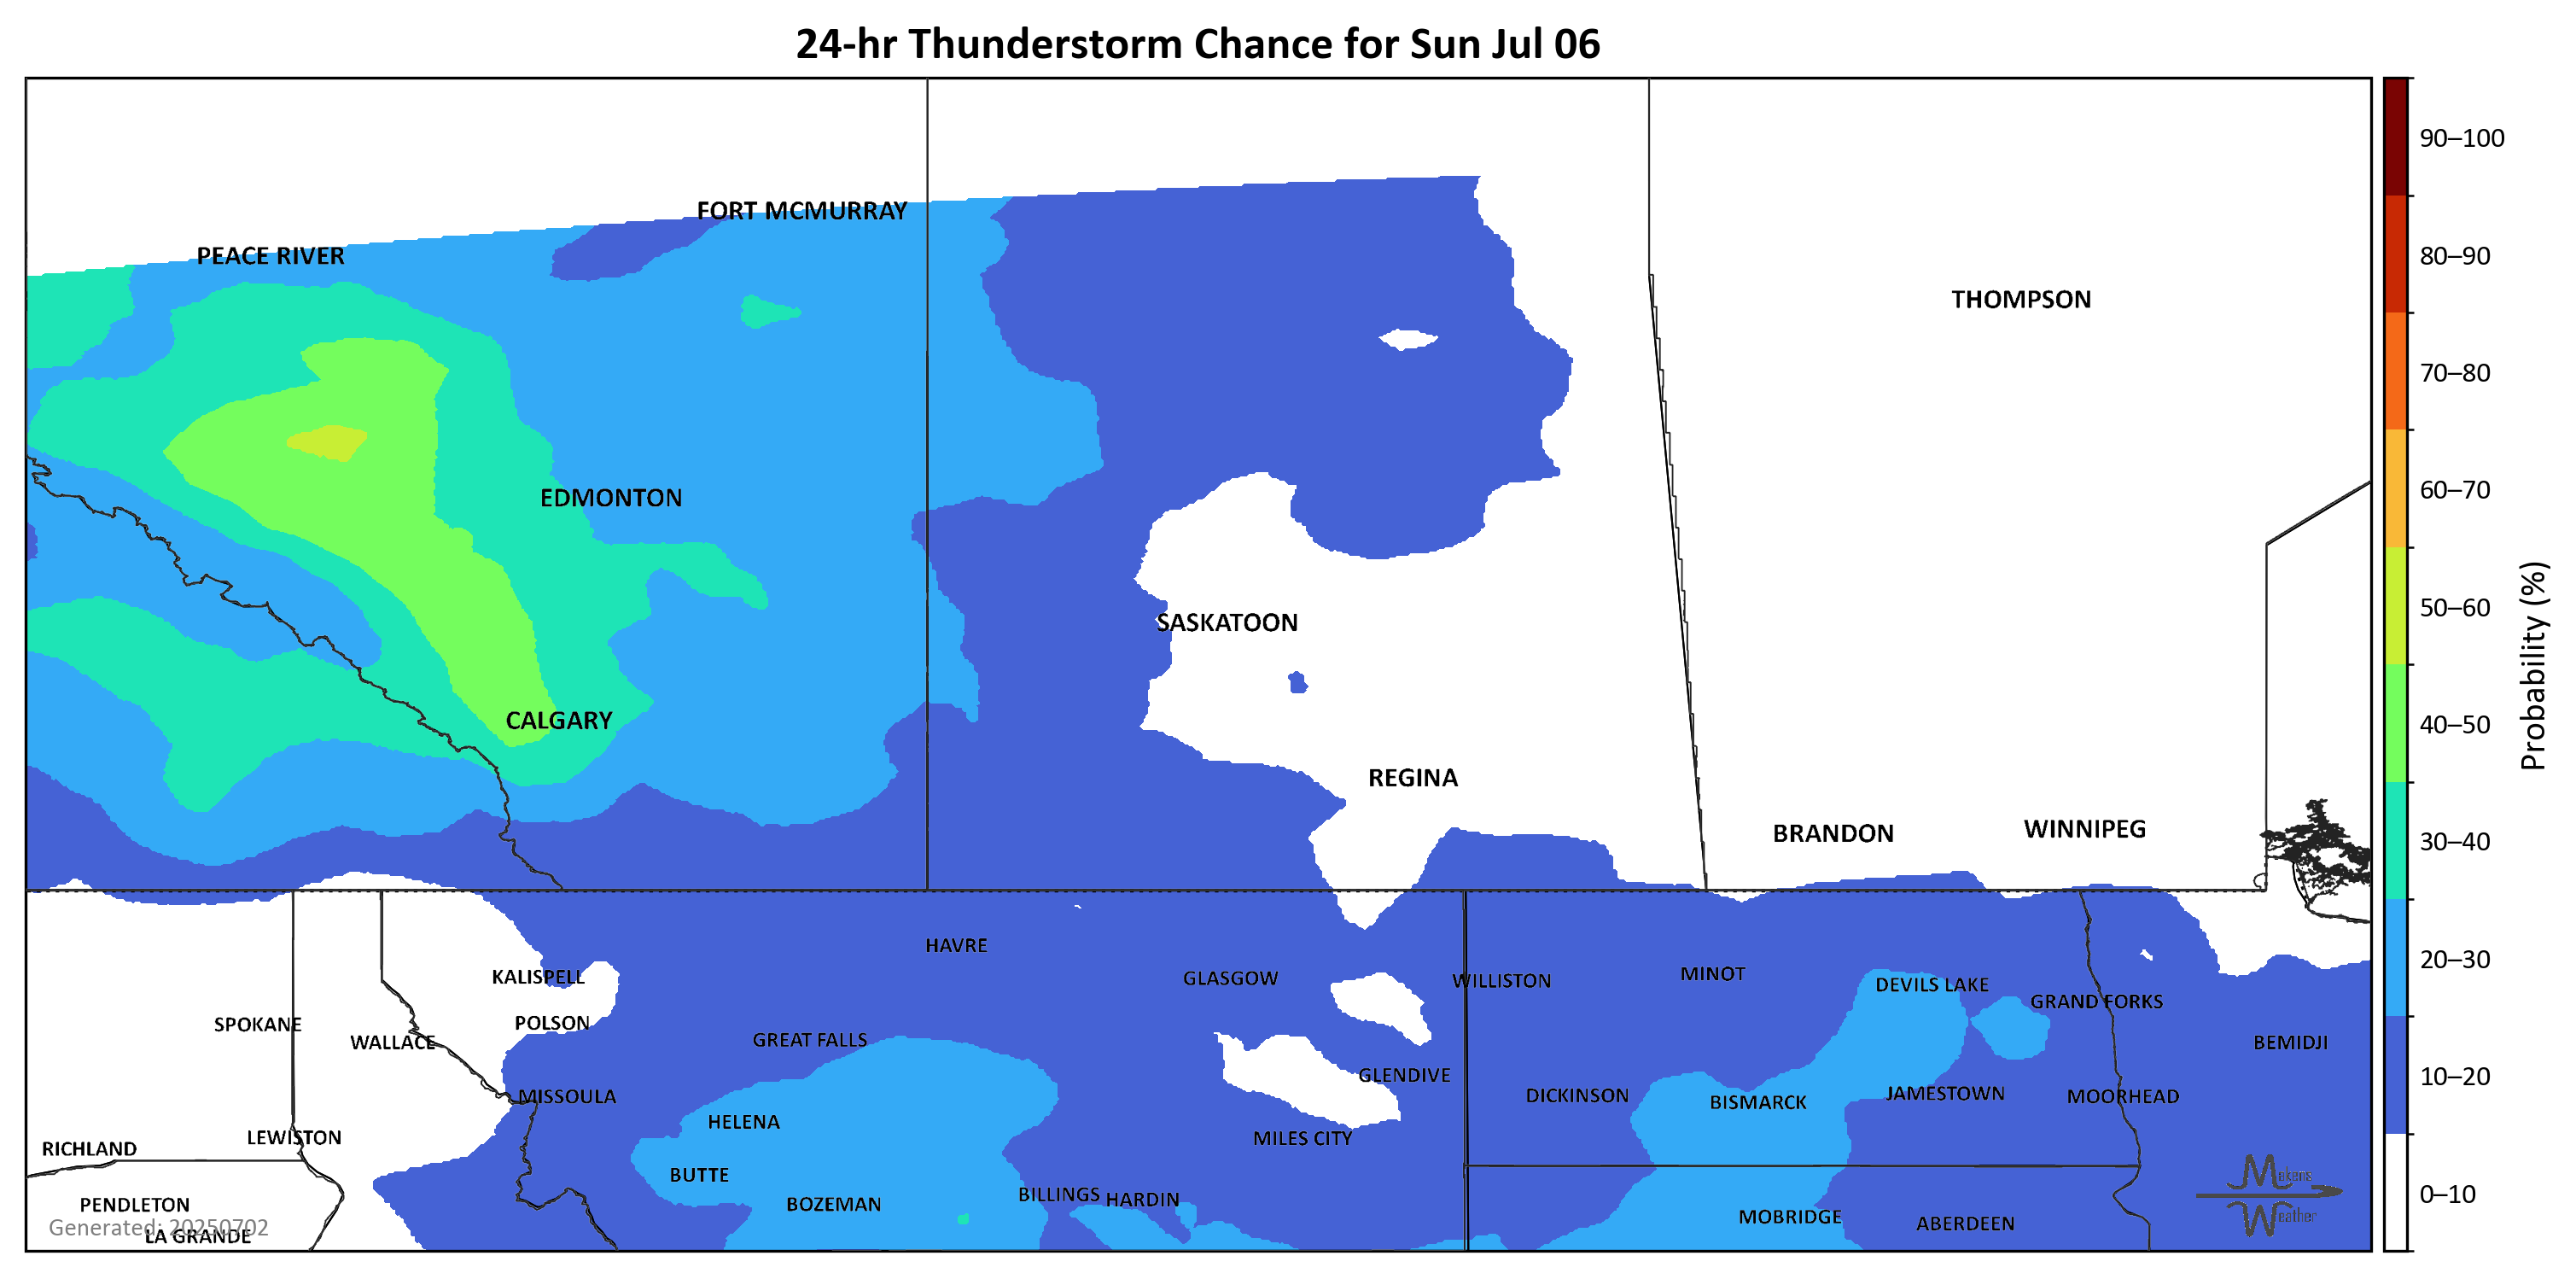 24-hr Thunderstorm Chance for Sun Jul 06
90–100
FORT MCMURRAY
PEACE RIVER
80–90
THOMPSON
70–80
60–70
EDMONTON
50–60
SASKATOON
Probability (%)
CALGARY
40–50
REGINA
BRANDON
WINNIPEG
30–40
HAVRE
20–30
KALISPELL
GLASGOW
WILLISTON
MINOT
DEVILS LAKE
GRAND FORKS
SPOKANE
POLSON
WALLACE
GREAT FALLS
BEMIDJI
GLENDIVE
10–20
MISSOULA
DICKINSON
BISMARCK
JAMESTOWN
MOORHEAD
HELENA
LEWISTON
RICHLAND
MILES CITY
BUTTE
Mekens
Weather
0–10
PENDLETON
BOZEMAN
BILLINGS
HARDIN
MOBRIDGE
ABERDEEN
Generated: 20250702
LA GRANDE